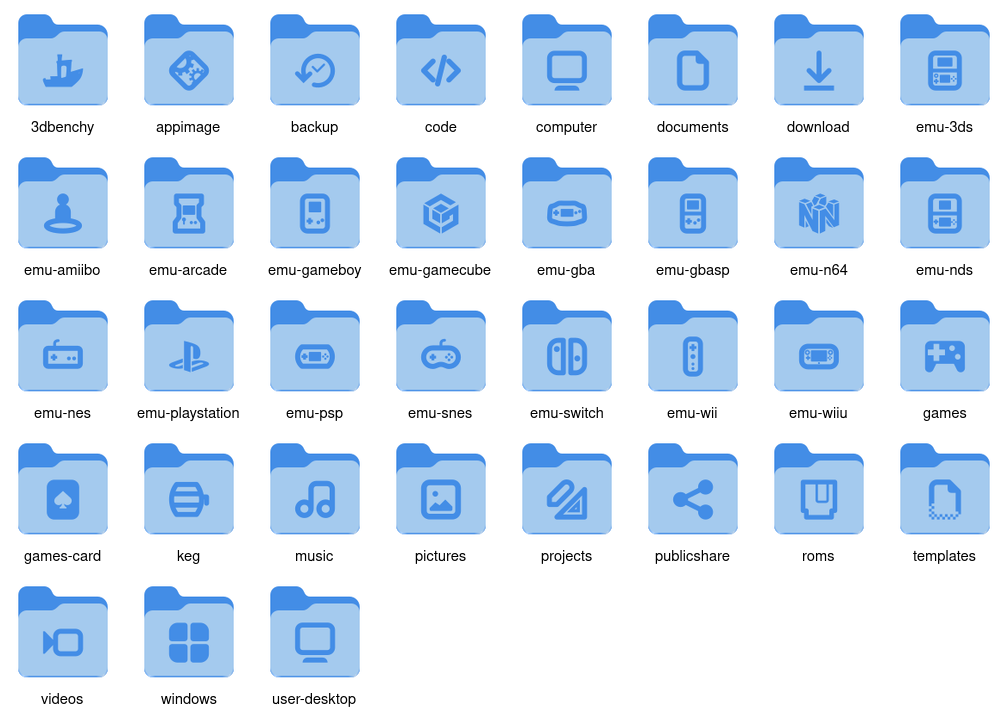 3dbenchy appimage backup code computer documents download emu-3ds
emu-amiibo emu-arcade emu-gameboy emu-gamecube emu-gba emu-gbasp emu-n64 emu-nds
emu-nes emu-playstation emu-psp emu-snes emu-switch emu-wii emu-wiiu games
games-card keg music pictures projects publicshare roms templates
videos windows user-desktop